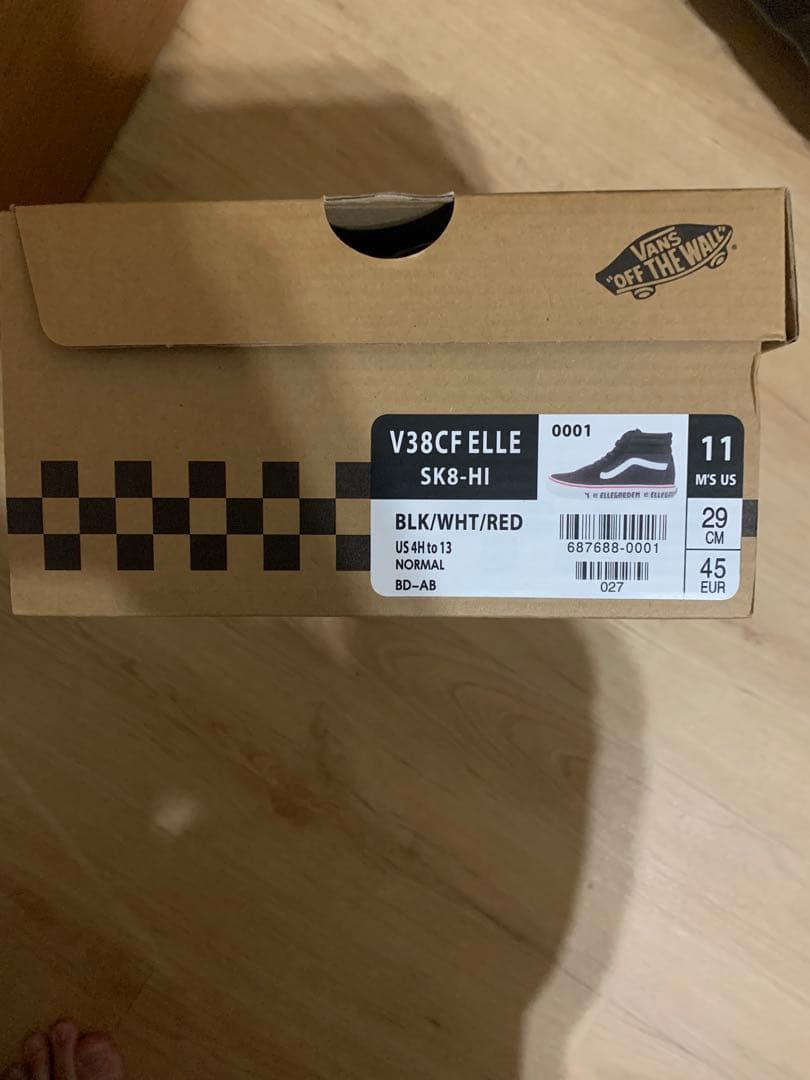 VANS
"OFF THE WALL"
V38CF ELLE
SK8-HI
0001
11
M'S US
BLK/WHT/RED
US 4H to 13
NORMAL
BD-AB
687688-0001
027
29
CM
45
EUR
ELLEGARDEN